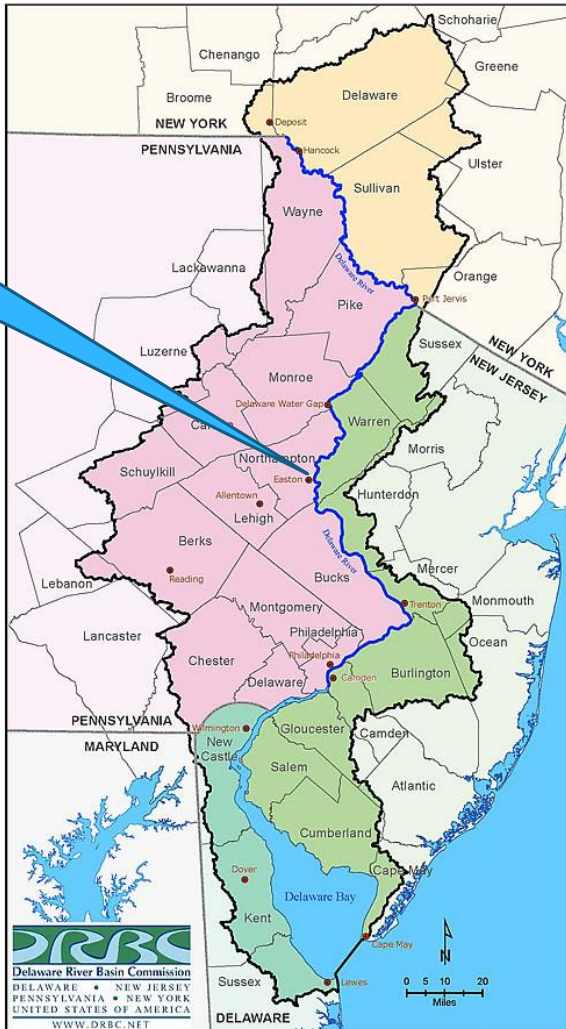 Schoharie
Chenango
Greene
Delaware
Broome
Deposit
NEW YORK
PENNSYLVANIA
Hancock
Ulster
Sullivan
Wayne
Delaware River
Lackawanna
Orange
Port Jervis
Pike
Sussex
NEW YORK
NEW JERSEY
Luzerne
Monroe
Delaware Water Gap
Warren
Morris
Northampton
Schuylkill
Easton
Hunterdon
Allentown
Lehigh
Berks
Delaware River
Mercer
Lebanon
Reading
Bucks
Trenton
Monmouth
Montgomery
Lancaster
Philadelphia
Ocean
Chester
Philadelphia
Camden
Burlington
Delaware
PENNSYLVANIA
MARYLAND
Wilmington
Gloucester
Camden
New
Castle
Salem
Atlantic
Cumberland
Cape May
Dover
Delaware Bay
Kent
Cape May
N
DRBC
Delaware River Basin Commission
DELAWARE • NEW JERSEY
PENNSYLVANIA • NEW YORK
UNITED STATES OF AMERICA
WWW.DRBC.NET
Sussex
Lewes
DELAWARE
0 10 20
Miles